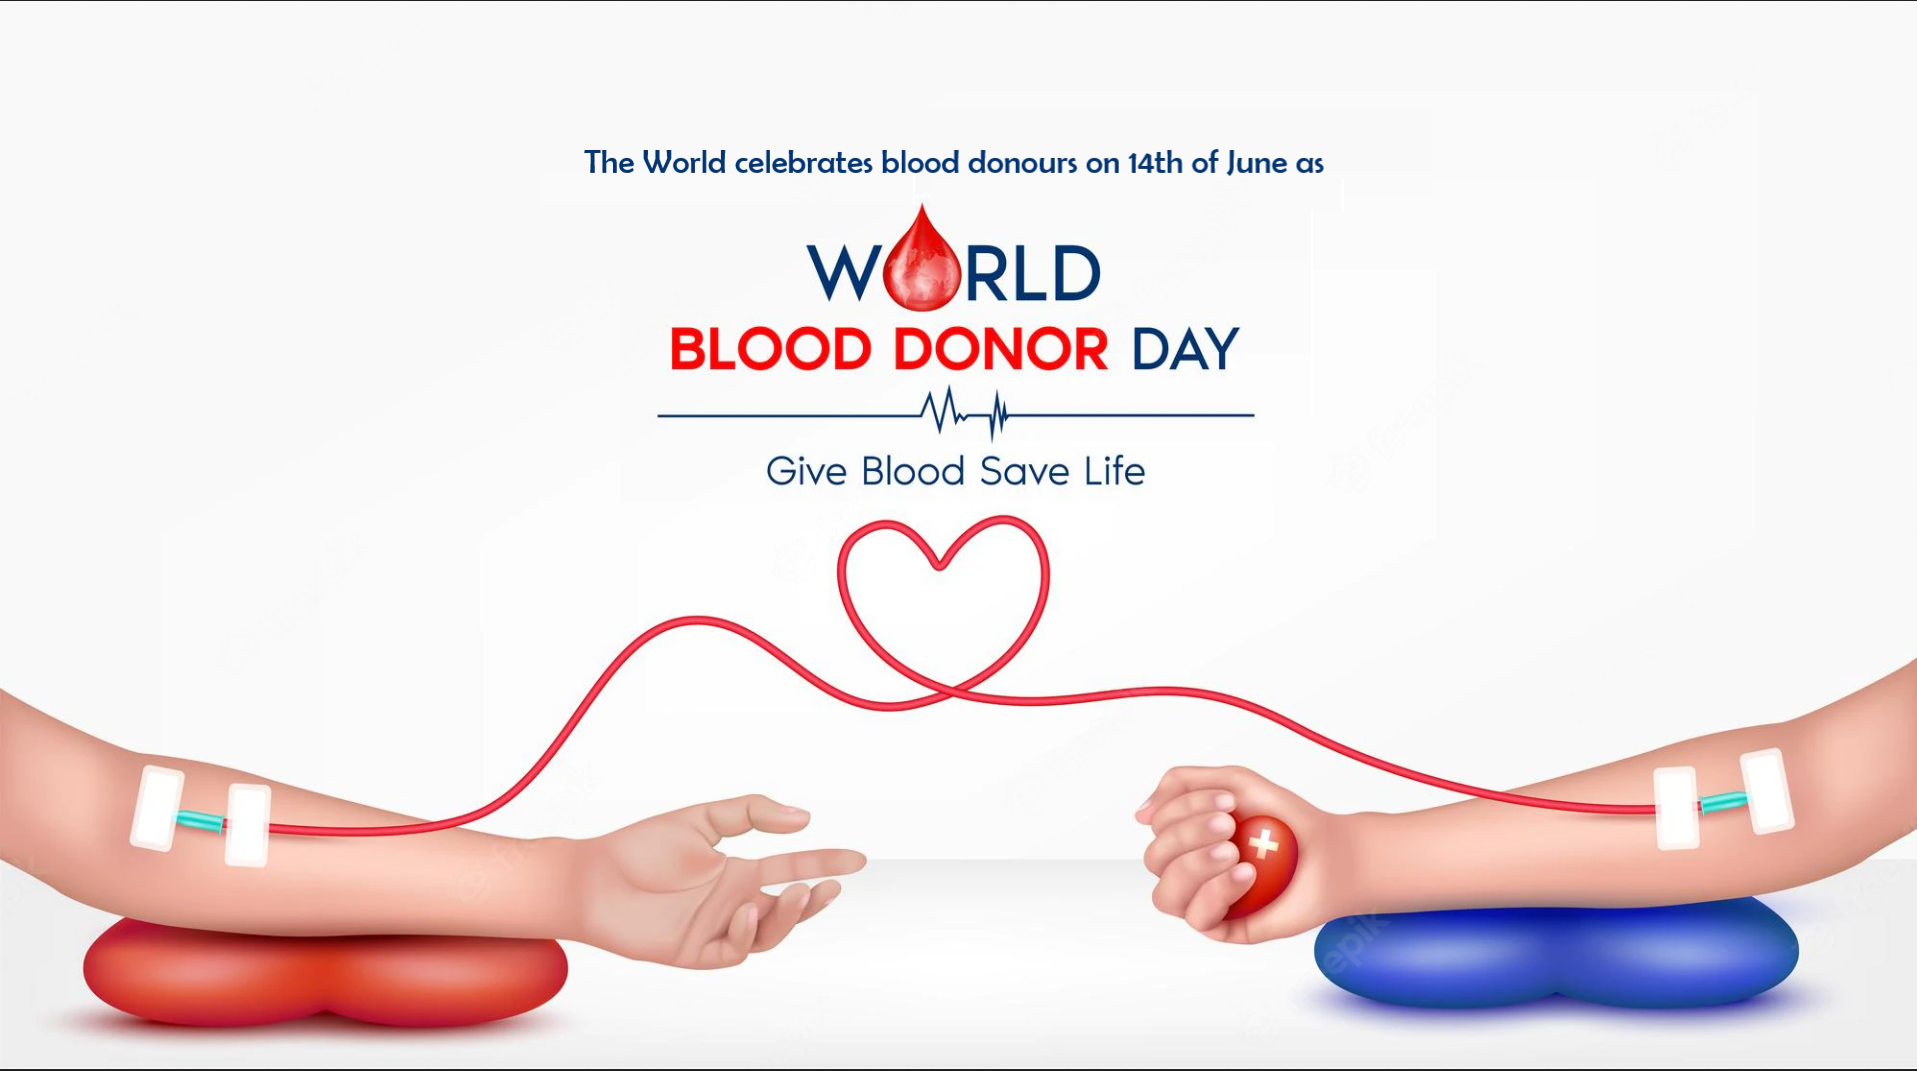 The World celebrates blood donours on 14th of June as
WORLD
BLOOD DONOR DAY
Give Blood Save Life